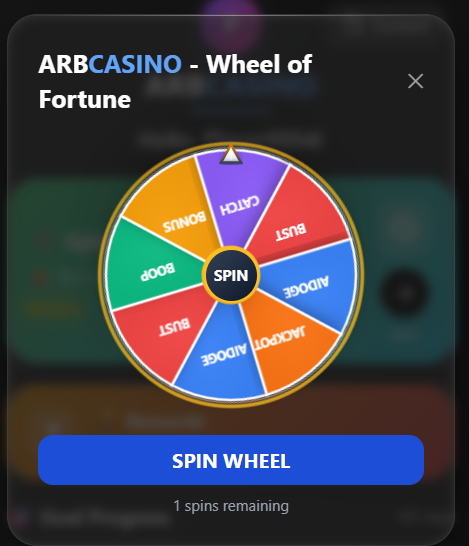 ARBCASINO - Wheel of
Fortune
CATCH
BONUS
BUST
BOOP
SPIN
AIDOGE
BUST
AIDOGE
JACKPOT
SPIN WHEEL
1 spins remaining